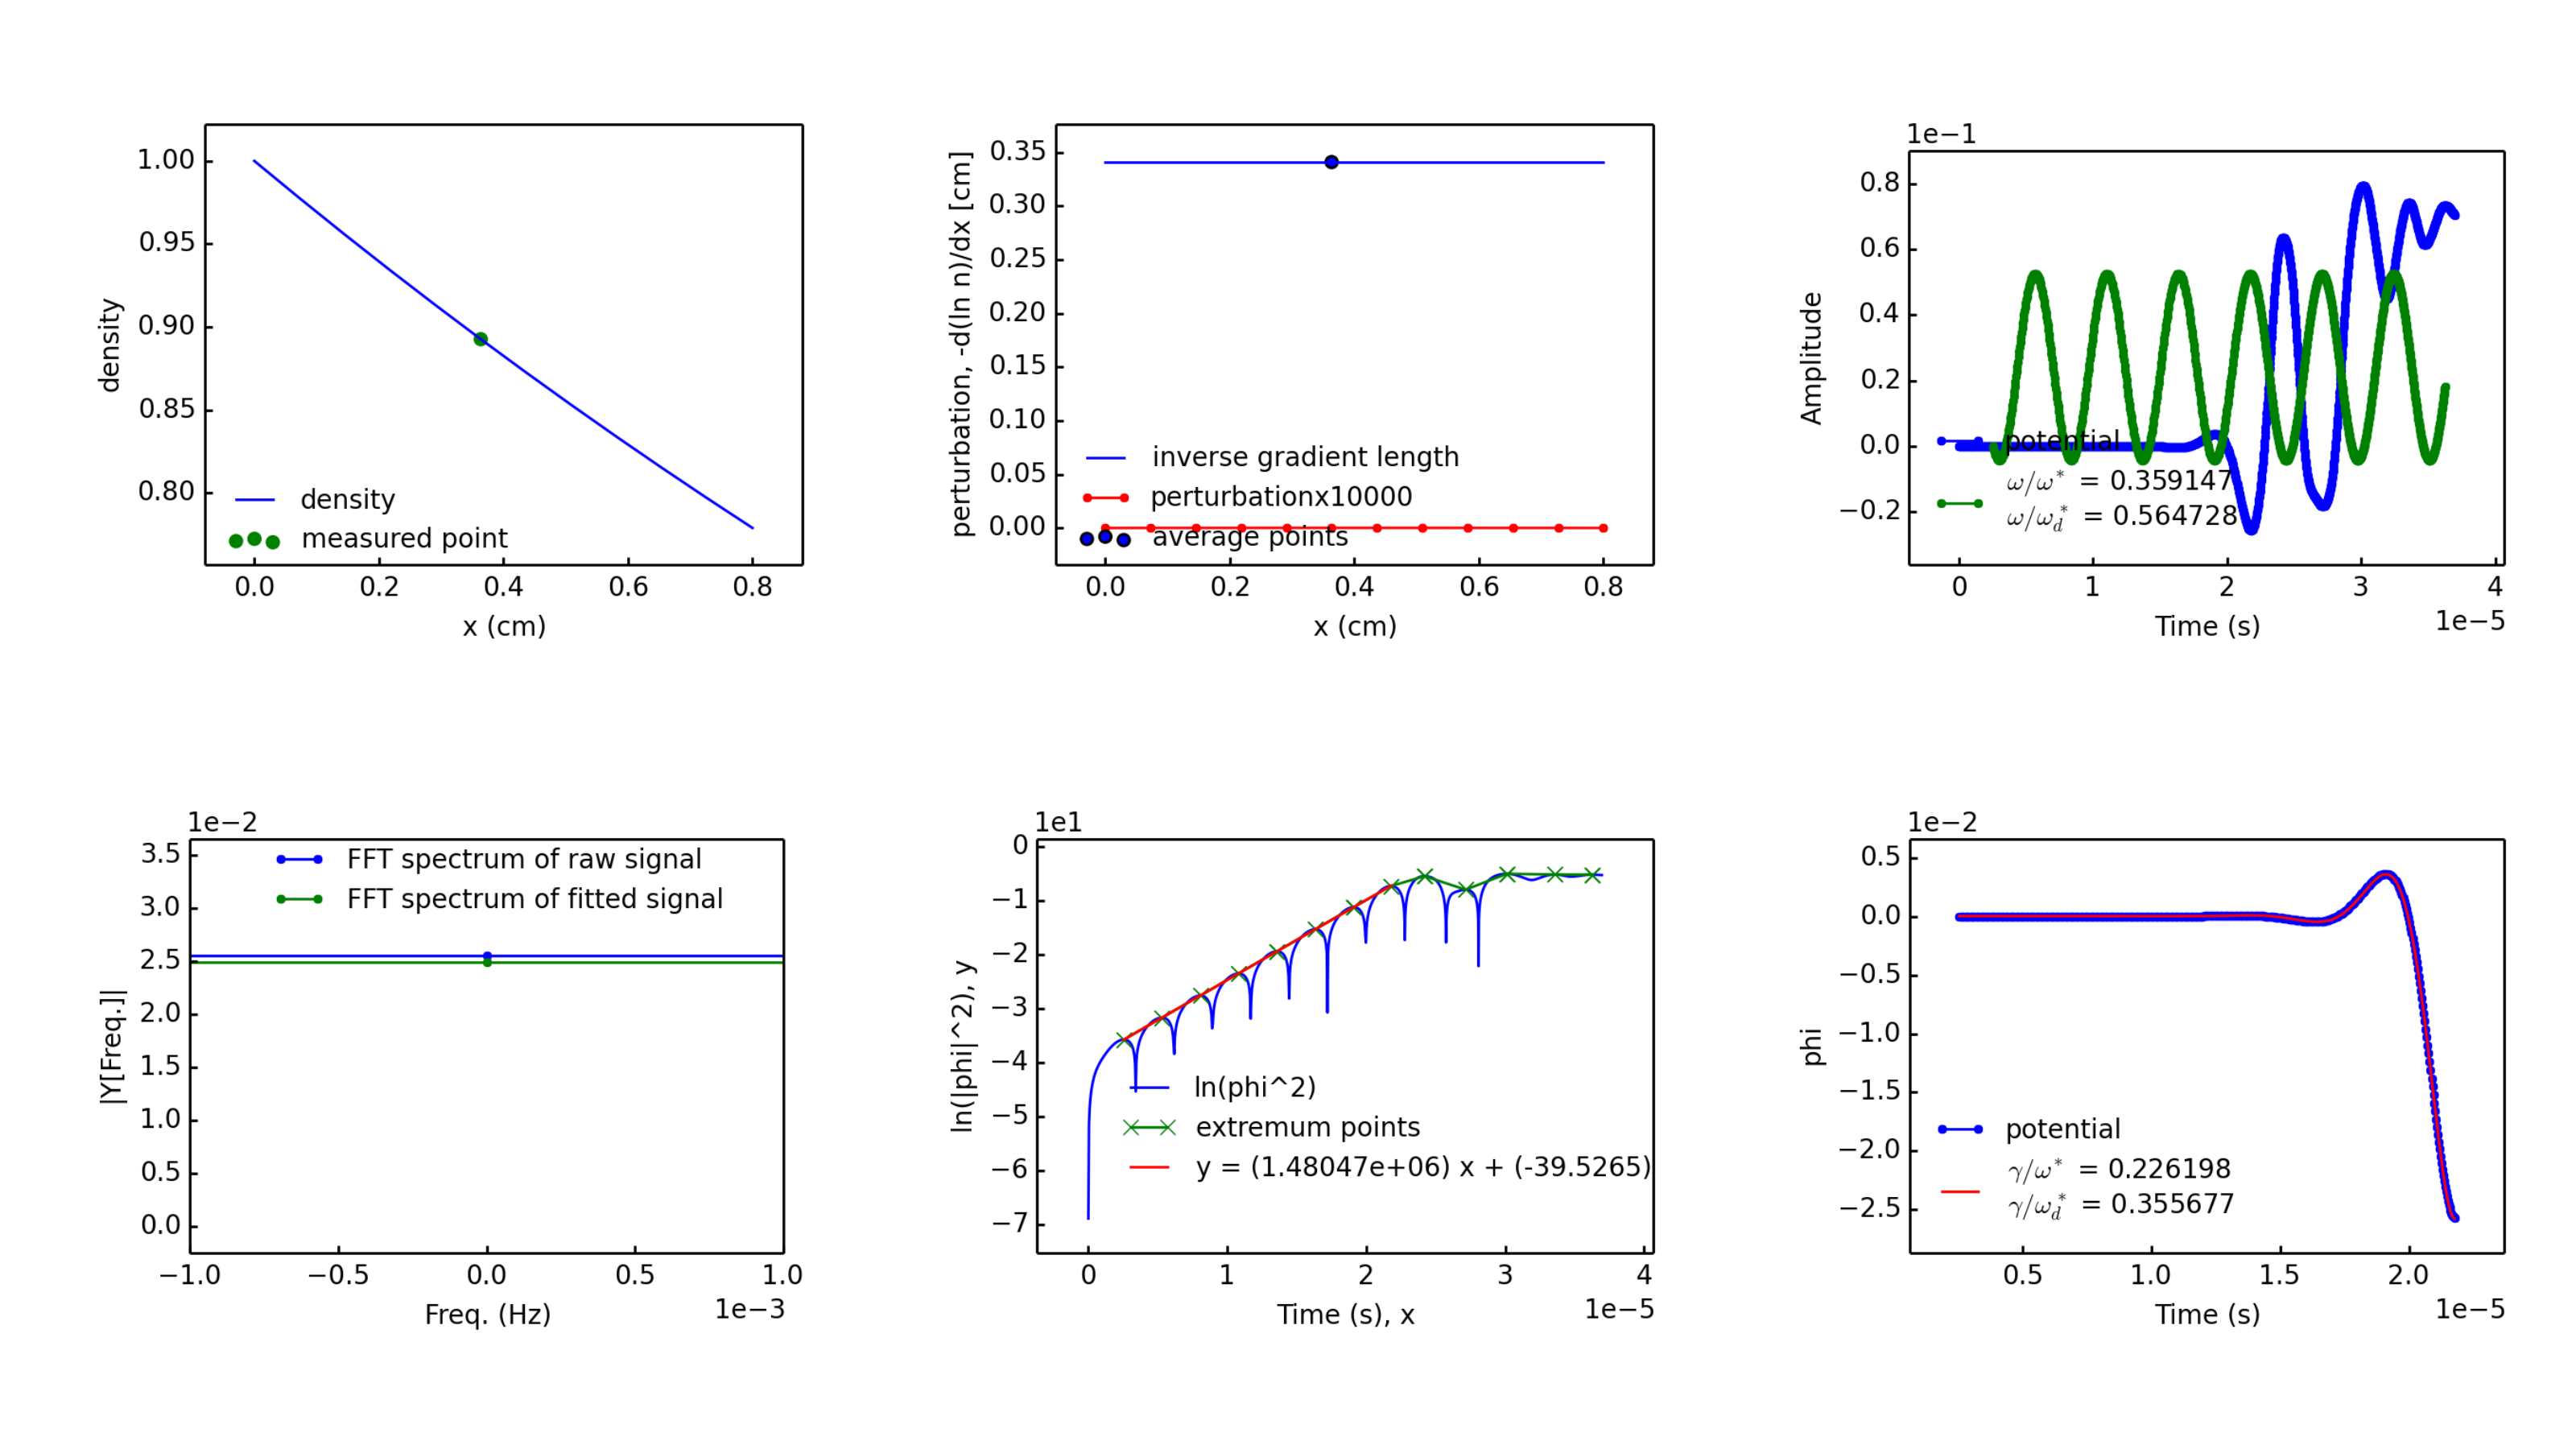 1.00
0.95
0.90
0.85
0.80
density
density
measured point
0.0 0.2 0.4 0.6 0.8
x (cm)
0.35
0.30
0.25
0.20
0.15
0.10
0.05
0.00
perturbation, -d(ln n)/dx [cm]
inverse gradient length
perturbationx10000
average points
0.0 0.2 0.4 0.6 0.8
x (cm)
1e−1
0.8
0.6
0.4
0.2
0.0
−0.2
Amplitude
potential
ω/ω* = 0.359147
ω/ω_d* = 0.564728
0 1 2 3 4
Time (s)
1e−5
1e−2
3.5
3.0
2.5
2.0
1.5
1.0
0.5
0.0
|Y[Freq.]|
FFT spectrum of raw signal
FFT spectrum of fitted signal
−1.0 −0.5 0.0 0.5 1.0
Freq. (Hz)
1e−3
1e1
0
−1
−2
−3
−4
−5
−6
−7
ln(|phi|^2), y
ln(phi^2)
extremum points
y = (1.48047e+06) x + (-39.5265)
0 1 2 3 4
Time (s), x
1e−5
1e−2
0.5
0.0
−0.5
−1.0
−1.5
−2.0
−2.5
phi
potential
γ/ω* = 0.226198
γ/ω_d* = 0.355677
0.5 1.0 1.5 2.0
Time (s)
1e−5